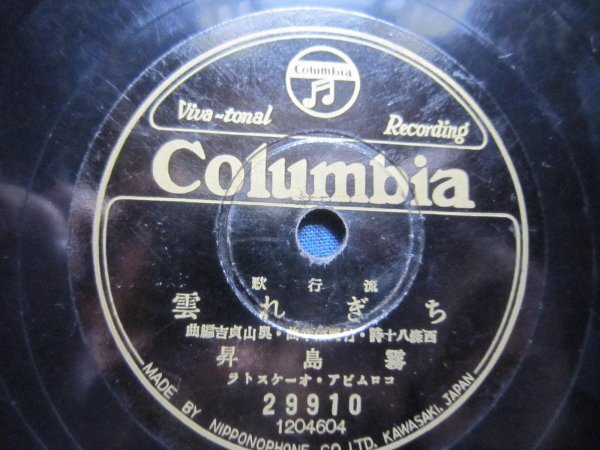 Columbia
Viva-tonal Recording
Columbia
流行歌
ちぎれ雲
西條八十詩・曲・奥山貞吉編曲
霧島昇
コロムビア・オーケストラ
29910
1204604
MADE BY NIPPONOPHONE CO., LTD. KAWASAKI, JAPAN